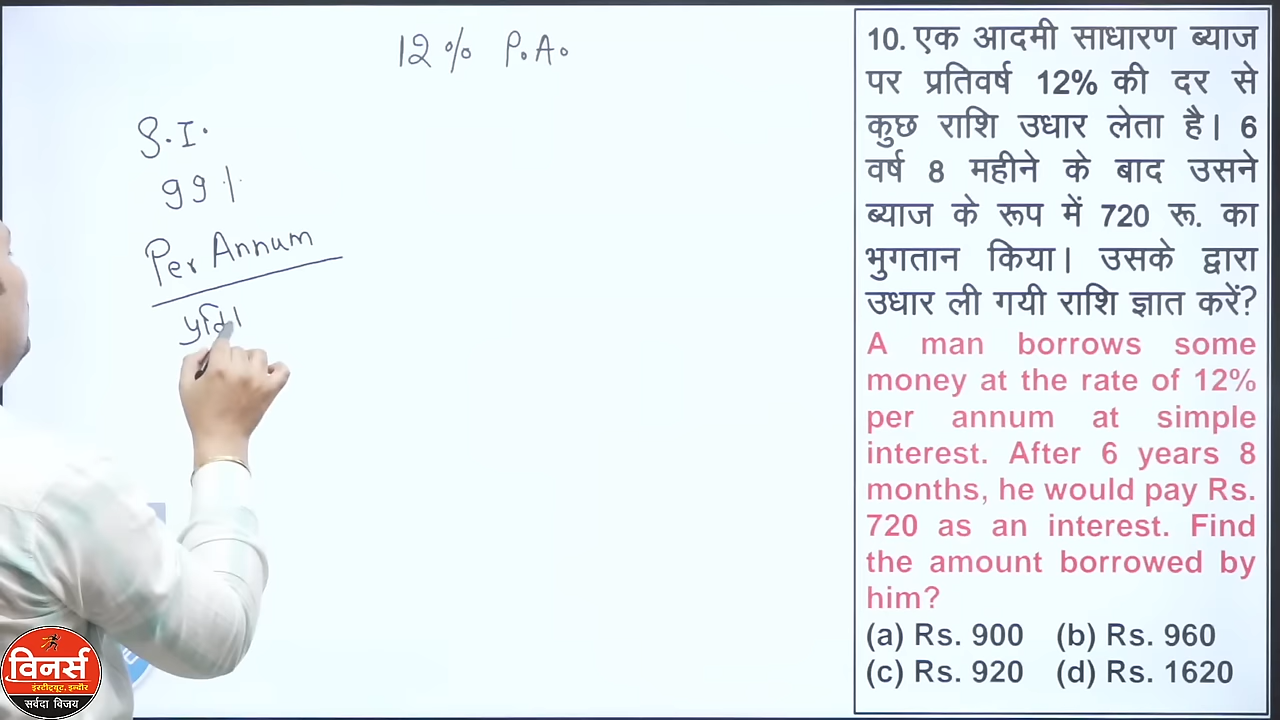 12% P.A.
S.I.
99%
Per Annum
प्रति
10. एक आदमी साधारण ब्याज
पर प्रतिवर्ष 12% की दर से
कुछ राशि उधार लेता है। 6
वर्ष 8 महीने के बाद उसने
ब्याज के रूप में 720 रू. का
भुगतान किया। उसके द्वारा
उधार ली गयी राशि ज्ञात करें?
A man borrows some
money at the rate of 12%
per annum at simple
interest. After 6 years 8
months, he would pay Rs.
720 as an interest. Find
the amount borrowed by
him?
(a) Rs. 900 (b) Rs. 960
(c) Rs. 920 (d) Rs. 1620
विनर्स
इंस्टीट्यूट, इन्दौर
सर्वदा विजय